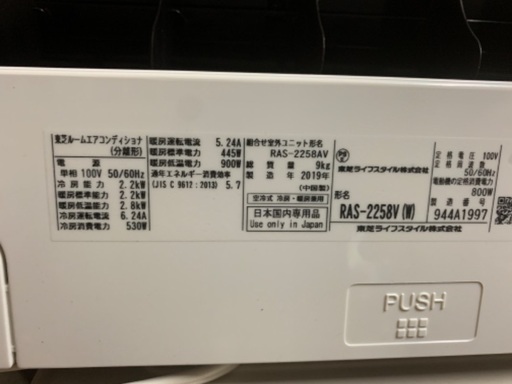 東芝ルームエアコンディショナ
(分離形)
電 源
単相 100V 50/60Hz
冷房能力 2.2kW
暖房能力 2.2kW
暖房低温能力 2.8kW
冷房運転電流 6.24A
冷房消費電力 530W
暖房運転電流 5.24A
暖房標準電力 445W
暖房低温電力 900W
通年エネルギー消費効率
(JIS C 9612:2013) 5.7
組合せ室外ユニット形名
RAS-2258AV
総 質 量 9kg
製 造 年 2019年
(中国製)
空冷式 冷房・暖房兼用
日本国内専用品
Use only in Japan
東芝ライフスタイル株式会社
形名
RAS-2258V(W)
東芝ライフスタイル株式会社
定格電圧 100V
定格周波数
50/60Hz
電動機の定格消費電力
800W
製造番号
944A1997
PUSH